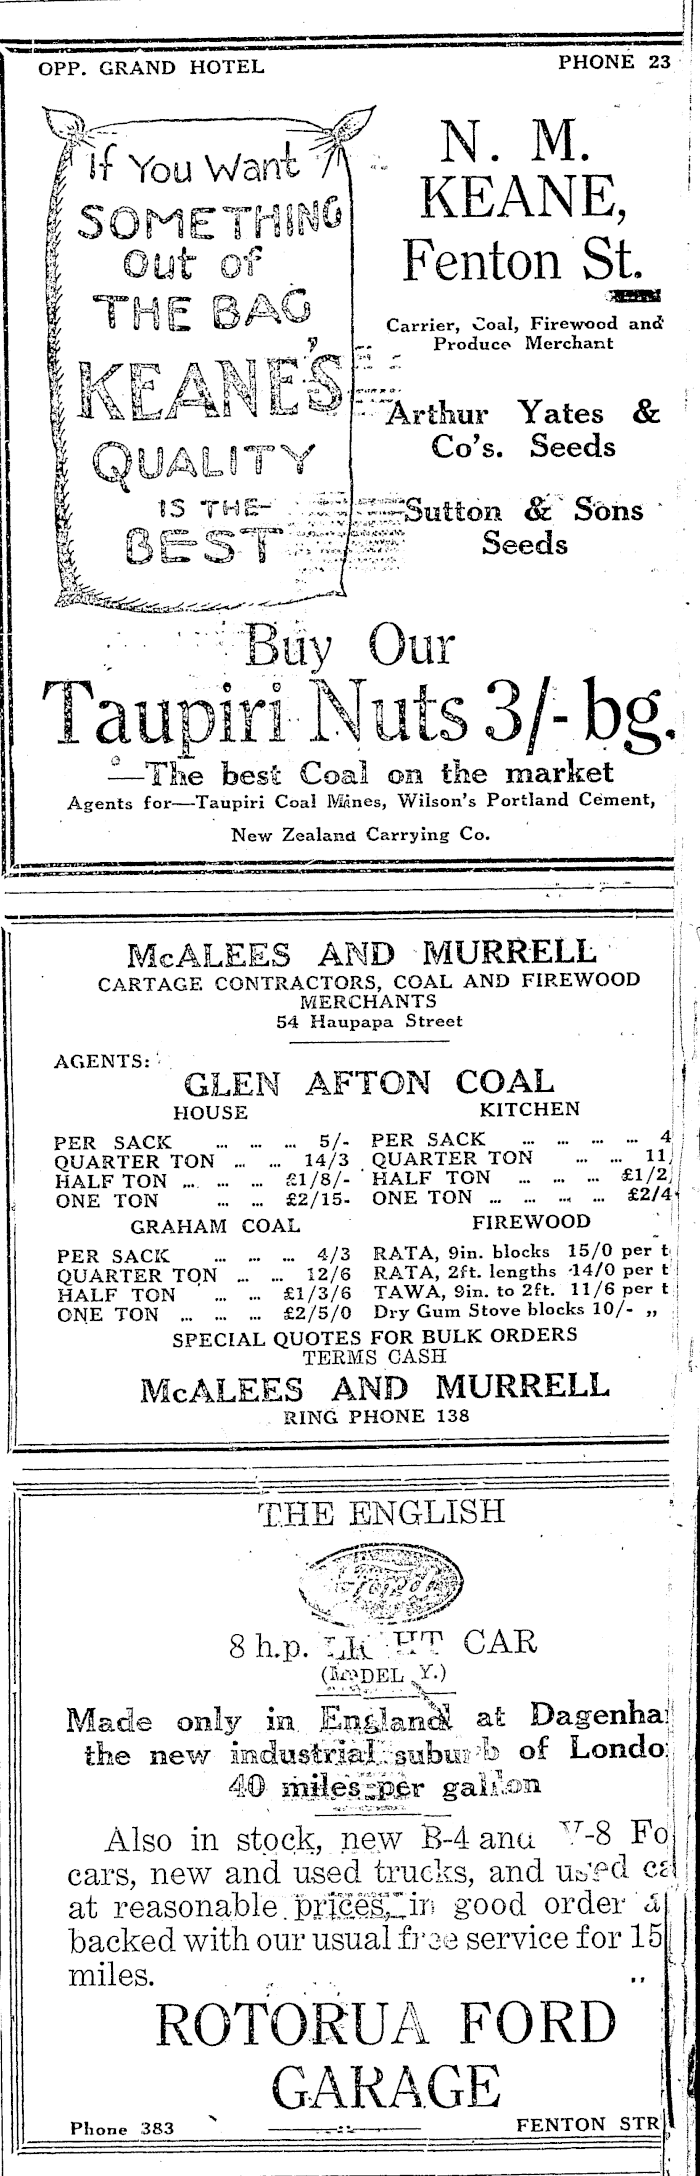 OPP. GRAND HOTEL PHONE 23
If You Want
SOMETHING
Out of
THE BAG
KEANE'S
QUALITY
IS THE
BEST
N. M.
KEANE,
Fenton St.
Carrier, Coal, Firewood and
Produce Merchant
Arthur Yates &
Co's. Seeds
Sutton & Sons
Seeds
Buy Our
Taupiri Nuts 3/- bg.
—The best Coal on the market
Agents for—Taupiri Coal Mines, Wilson's Portland Cement,
New Zealand Carrying Co.
McALEES AND MURRELL
CARTAGE CONTRACTORS, COAL AND FIREWOOD
MERCHANTS
54 Haupapa Street
AGENTS:
GLEN AFTON COAL
HOUSE
PER SACK ... ... ... 5/-
QUARTER TON ... ... 14/3
HALF TON ... ... ... £1/8/-
ONE TON ... ... £2/15-
KITCHEN
PER SACK ... ... ... ... 4
QUARTER TON ... ... 11
HALF TON ... ... ... £1/2
ONE TON ... ... ... ... £2/4
GRAHAM COAL
PER SACK ... ... ... 4/3
QUARTER TON ... ... 12/6
HALF TON ... ... £1/3/6
ONE TON ... ... ... £2/5/0
FIREWOOD
RATA, 9in. blocks 15/0 per t
RATA, 2ft. lengths 14/0 per t
TAWA, 9in. to 2ft. 11/6 per t
Dry Gum Stove blocks 10/- „
SPECIAL QUOTES FOR BULK ORDERS
TERMS CASH
McALEES AND MURRELL
RING PHONE 138
THE ENGLISH
Ford
8 h.p. LIGHT CAR
(MODEL Y.)
Made only in England at Dagenha
the new industrial suburb of Londo
40 miles per gallon
Also in stock, new B-4 and V-8 Fo
cars, new and used trucks, and used ca
at reasonable prices, in good order a
backed with our usual free service for 15
miles.
ROTORUA FORD
GARAGE
Phone 383 FENTON STR